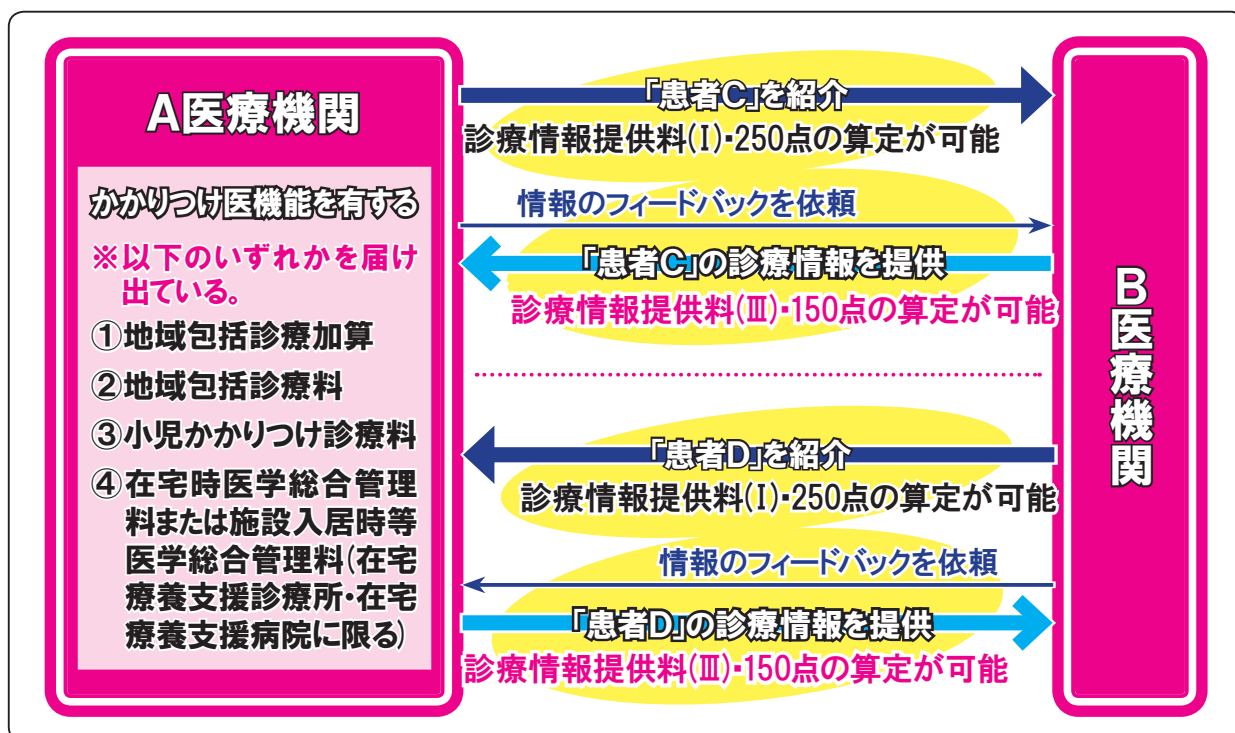 A医療機関
かかりつけ医機能を有する
※以下のいずれかを届け
出ている。
①地域包括診療加算
②地域包括診療料
③小児かかりつけ診療料
④在宅時医学総合管理
料または施設入居時等
医学総合管理料(在宅
療養支援診療所・在宅
療養支援病院に限る)
「患者C」を紹介
診療情報提供料(Ⅰ)・250点の算定が可能
情報のフィードバックを依頼
「患者C」の診療情報を提供
診療情報提供料(Ⅲ)・150点の算定が可能
「患者D」を紹介
診療情報提供料(Ⅰ)・250点の算定が可能
情報のフィードバックを依頼
「患者D」の診療情報を提供
診療情報提供料(Ⅲ)・150点の算定が可能
B医療機関